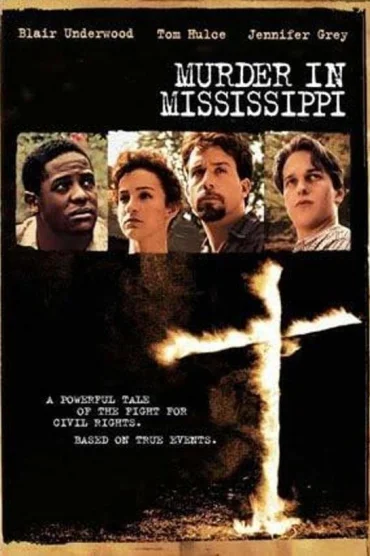 Blair Underwood Tom Hulce Jennifer Grey
MURDER IN
MISSISSIPPI
A POWERFUL TALE
OF THE FIGHT FOR
CIVIL RIGHTS.
BASED ON TRUE EVENTS.